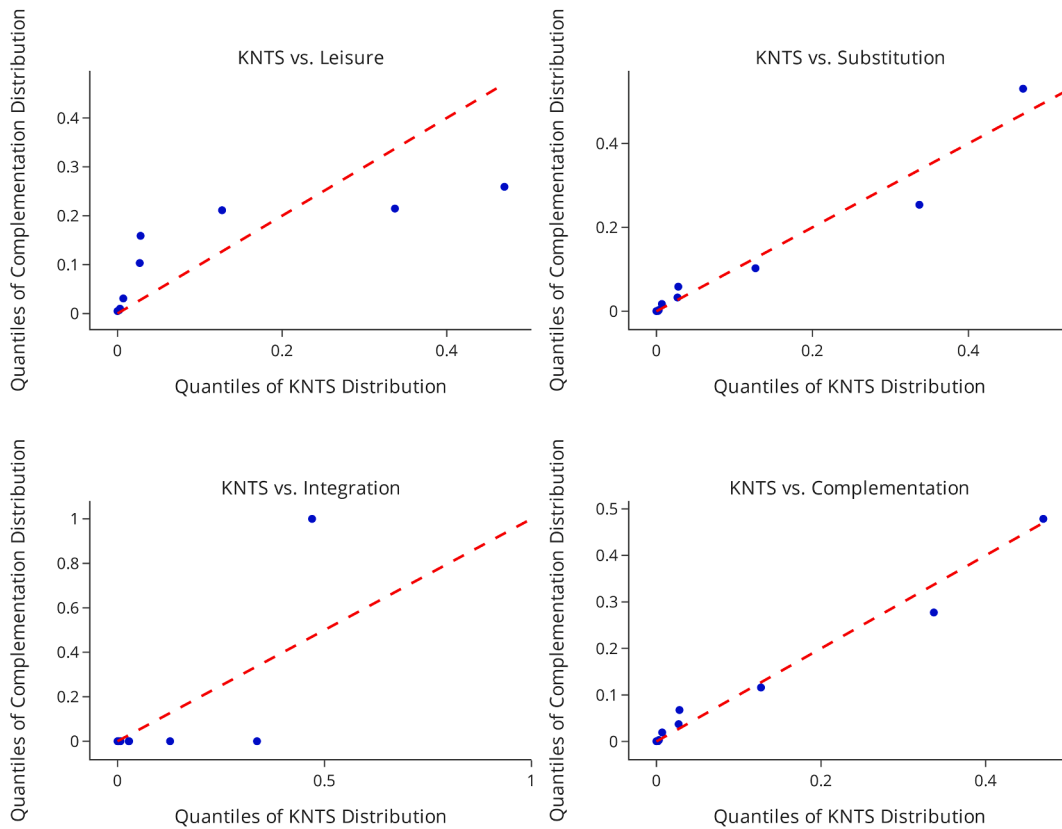 KNTS vs. Leisure
Quantiles of Complementation Distribution
0.4
0.3
0.2
0.1
0
0 0.2 0.4
Quantiles of KNTS Distribution
KNTS vs. Substitution
Quantiles of Complementation Distribution
0.4
0.2
0
0 0.2 0.4
Quantiles of KNTS Distribution
KNTS vs. Integration
Quantiles of Complementation Distribution
1
0.8
0.6
0.4
0.2
0
0 0.5 1
Quantiles of KNTS Distribution
KNTS vs. Complementation
Quantiles of Complementation Distribution
0.5
0.4
0.3
0.2
0.1
0
0 0.2 0.4
Quantiles of KNTS Distribution